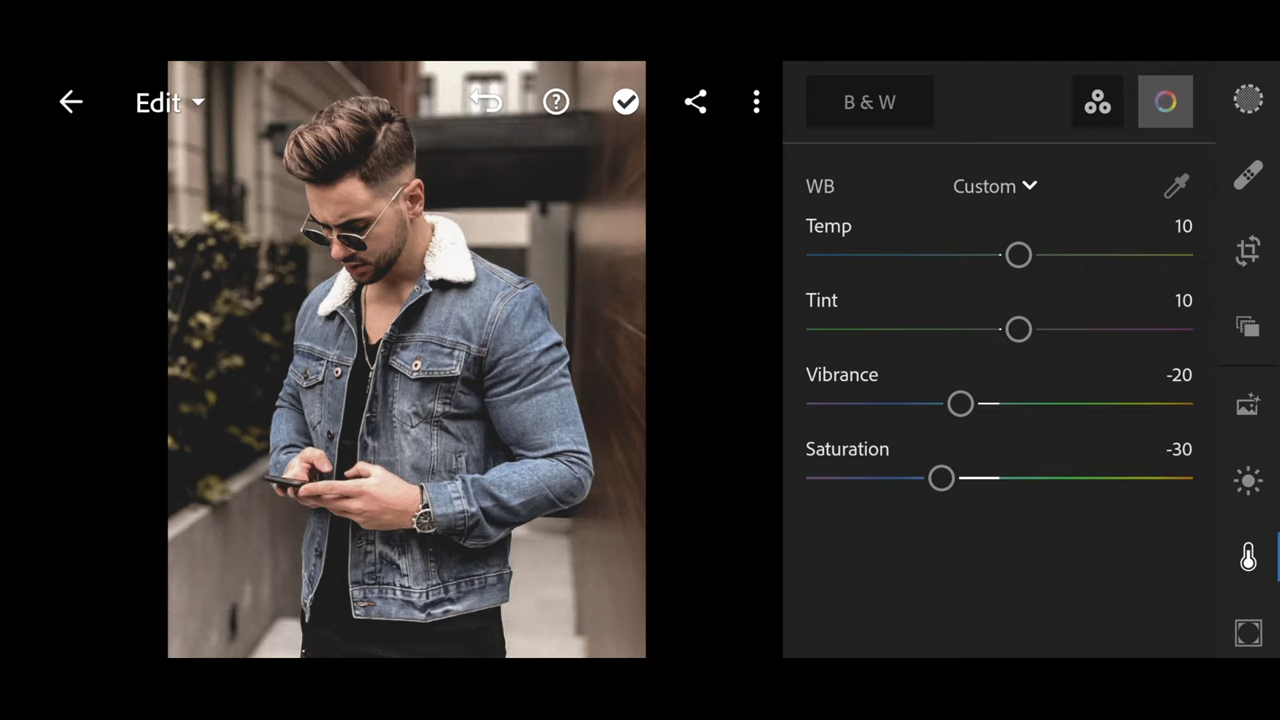 Edit
B & W
WB Custom
Temp 10
Tint 10
Vibrance -20
Saturation -30